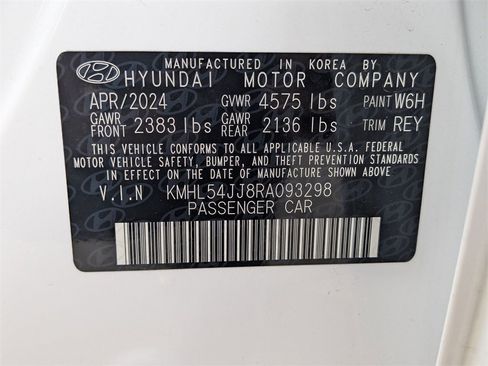 MANUFACTURED IN KOREA BY
HYUNDAI MOTOR COMPANY
APR/2024 GVWR 4575 lbs PAINT W6H
GAWR FRONT 2383 lbs GAWR REAR 2136 lbs TRIM REY
THIS VEHICLE CONFORMS TO ALL APPLICABLE U.S.A. FEDERAL
MOTOR VEHICLE SAFETY, BUMPER, AND THEFT PREVENTION
STANDARDS IN EFFECT ON THE DATE OF MANUFACTURE SHOWN ABOVE.
V.I.N KMHL54JJ8RA093298
PASSENGER CAR